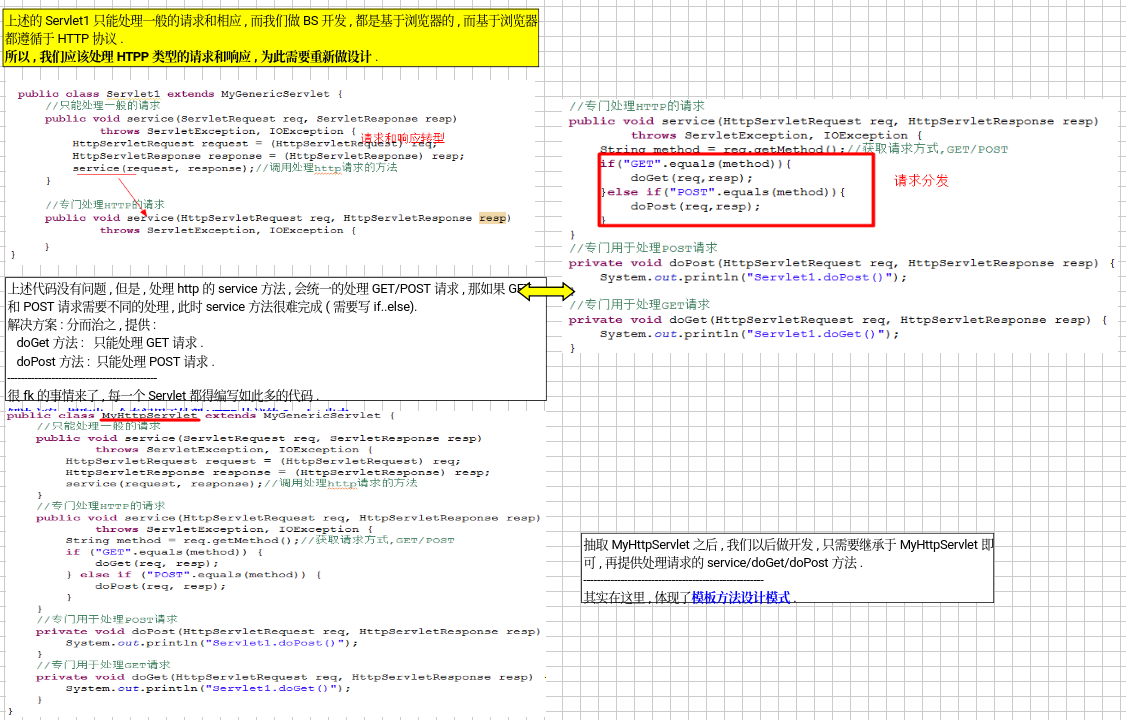 上述的 Servlet1 只能处理一般的请求和相应 , 而我们做 BS 开发 , 都是基于浏览器的 , 而基于浏览器
都遵循于 HTTP 协议 .
所以 , 我们应该处理 HTPP 类型的请求和响应 , 为此需要重新做设计 .
public class Servlet1 extends MyGenericServlet {
//只能处理一般的请求
public void service(ServletRequest req, ServletResponse resp)
throws ServletException, IOException {
请求和响应转型
HttpServletRequest request = (HttpServletRequest) req;
HttpServletResponse response = (HttpServletResponse) resp;
service(request, response);//调用处理http请求的方法
}
//专门处理HTTP的请求
public void service(HttpServletRequest req, HttpServletResponse resp)
throws ServletException, IOException {
}
}
上述代码没有问题 , 但是 , 处理 http 的 service 方法 , 会统一的处理 GET/POST 请求 , 那如果 GET
和 POST 请求需要不同的处理 , 此时 service 方法很难完成 ( 需要写 if..else).
解决方案 : 分而治之 , 提供 :
doGet 方法 : 只能处理 GET 请求 .
doPost 方法 : 只能处理 POST 请求 .
--------------------------------------------
很 fk 的事情来了 , 每一个 Servlet 都得编写如此多的代码 .
public class MyHttpServlet extends MyGenericServlet {
//只能处理一般的请求
public void service(ServletRequest req, ServletResponse resp)
throws ServletException, IOException {
HttpServletRequest request = (HttpServletRequest) req;
HttpServletResponse response = (HttpServletResponse) resp;
service(request, response);//调用处理http请求的方法
}
//专门处理HTTP的请求
public void service(HttpServletRequest req, HttpServletResponse resp)
throws ServletException, IOException {
String method = req.getMethod();//获取请求方式,GET/POST
if ("GET".equals(method)) {
doGet(req, resp);
} else if ("POST".equals(method)) {
doPost(req, resp);
}
}
//专门用于处理POST请求
private void doPost(HttpServletRequest req, HttpServletResponse resp)
System.out.println("Servlet1.doPost()");
}
//专门用于处理GET请求
private void doGet(HttpServletRequest req, HttpServletResponse resp)
System.out.println("Servlet1.doGet()");
}
}
//专门处理HTTP的请求
public void service(HttpServletRequest req, HttpServletResponse resp)
throws ServletException, IOException {
String method = req.getMethod();//获取请求方式,GET/POST
if("GET".equals(method)){
doGet(req,resp);
}else if("POST".equals(method)){
doPost(req,resp);
}
请求分发
}
//专门用于处理POST请求
private void doPost(HttpServletRequest req, HttpServletResponse resp) {
System.out.println("Servlet1.doPost()");
//专门用于处理GET请求
private void doGet(HttpServletRequest req, HttpServletResponse resp) {
System.out.println("Servlet1.doGet()");
}
抽取 MyHttpServlet 之后 , 我们以后做开发 , 只需要继承于 MyHttpServlet 即
可 , 再提供处理请求的 service/doGet/doPost 方法 .
-----------------------------------------------------
其实在这里 , 体现了模板方法设计模式 .